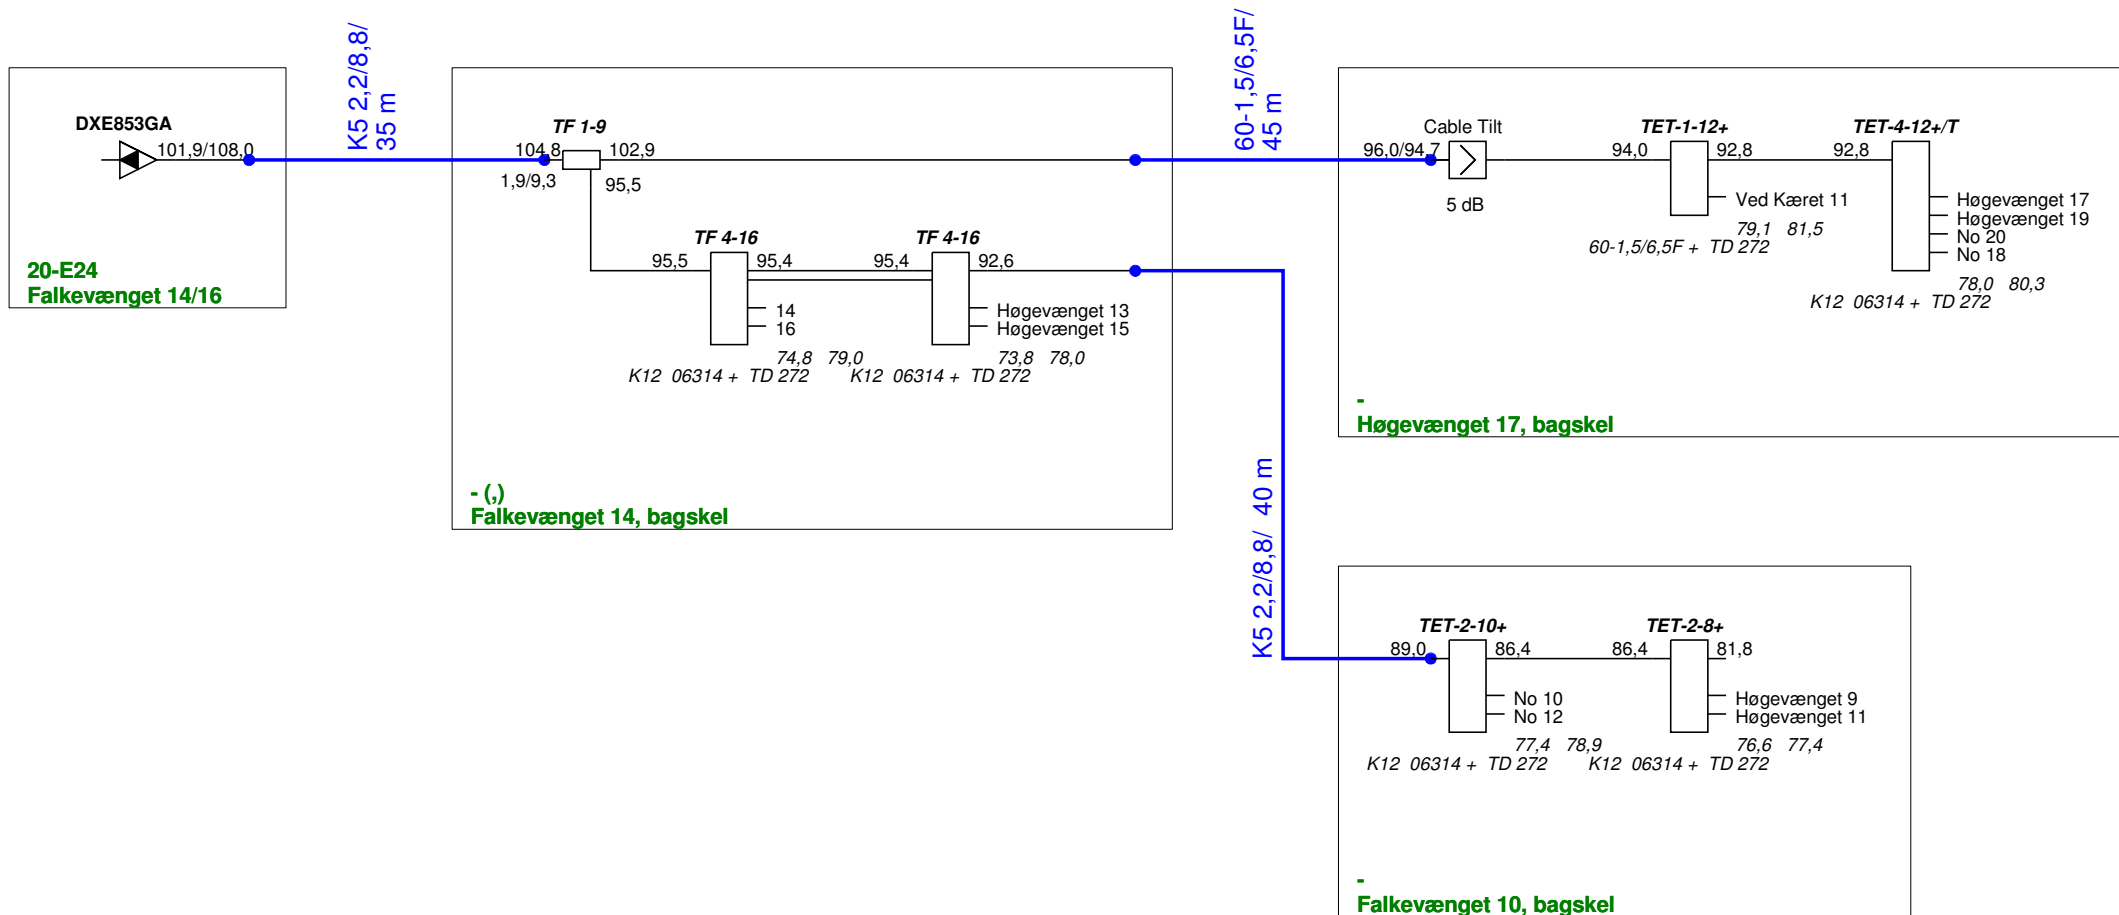 DXE853GA
101,9/108,0
20-E24
Falkevænget 14/16
K5 2,2/8,8/
35 m
TF 1-9
104,8
102,9
1,9/9,3
95,5
TF 4-16
95,5
95,4
14
16
74,8 79,0
K12 06314 + TD 272
TF 4-16
95,4
92,6
Høgevænget 13
Høgevænget 15
73,8 78,0
K12 06314 + TD 272
- (,)
Falkevænget 14, bagskel
60-1,5/6,5F/
45 m
96,0/94,7
Cable Tilt
5 dB
TET-1-12+
94,0
92,8
Ved Kæret 11
79,1 81,5
60-1,5/6,5F + TD 272
TET-4-12+/T
92,8
Høgevænget 17
Høgevænget 19
No 20
No 18
78,0 80,3
K12 06314 + TD 272
-
Høgevænget 17, bagskel
K5 2,2/8,8/ 40 m
TET-2-10+
89,0
86,4
No 10
No 12
77,4 78,9
K12 06314 + TD 272
TET-2-8+
86,4
81,8
Høgevænget 9
Høgevænget 11
76,6 77,4
K12 06314 + TD 272
-
Falkevænget 10, bagskel